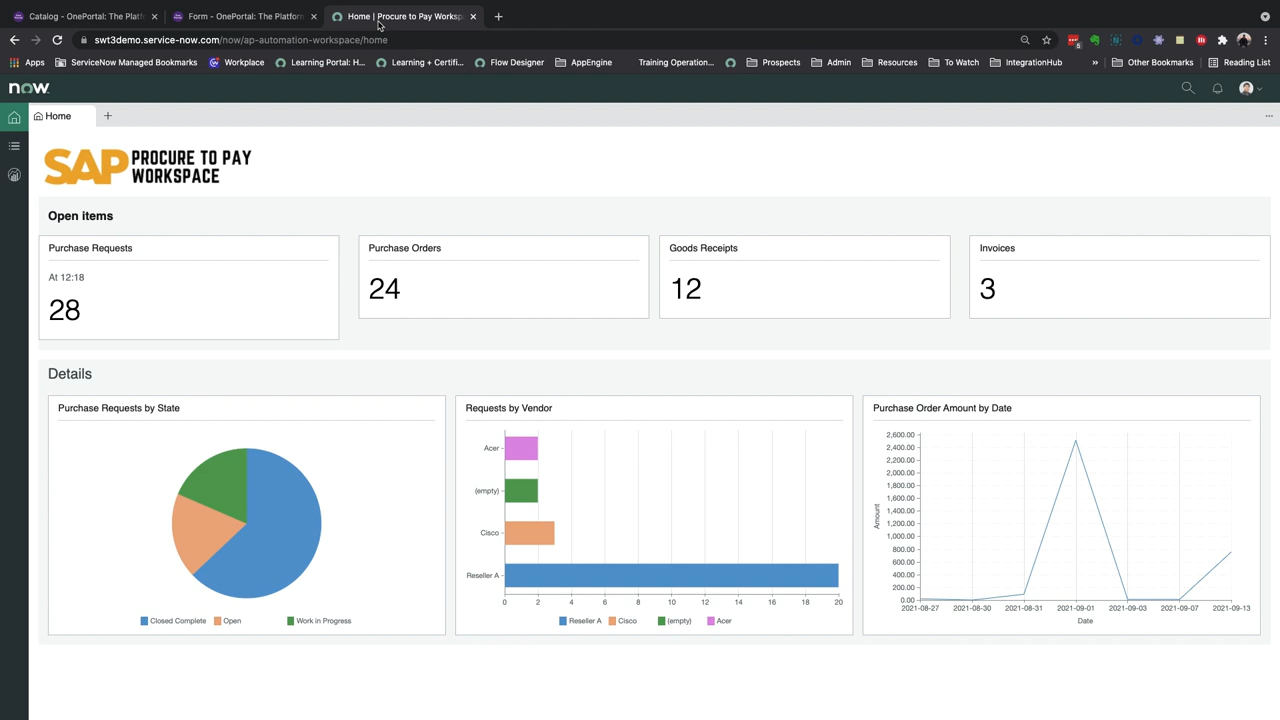 Catalog - OnePortal: The Platf
Form - OnePortal: The Platform
Home | Procure to Pay Worksp
swt3demo.service-now.com/now/ap-automation-workspace/home
5
Apps
ServiceNow Managed Bookmarks
Workplace
Learning Portal: H...
Learning + Certifi...
Flow Designer
AppEngine
Training Operation...
Prospects
Admin
Resources
To Watch
IntegrationHub
»
Other Bookmarks
Reading List
now
Home
SAP PROCURE TO PAY
WORKSPACE
Open items
Purchase Requests
At 12:18
28
Purchase Orders
24
Goods Receipts
12
Invoices
3
Details
Purchase Requests by State
Closed Complete
Open
Work in Progress
Requests by Vendor
Acer
(empty)
Cisco
Reseller A
0 2 4 6 8 10 12 14 16 18 20
Reseller A
Cisco
(empty)
Acer
Purchase Order Amount by Date
Amount
2,600.00
2,400.00
2,200.00
2,000.00
1,800.00
1,600.00
1,400.00
1,200.00
1,000.00
800.00
600.00
400.00
200.00
0.00
2021-08-27 2021-08-30 2021-08-31 2021-09-01 2021-09-03 2021-09-07 2021-09-13
Date